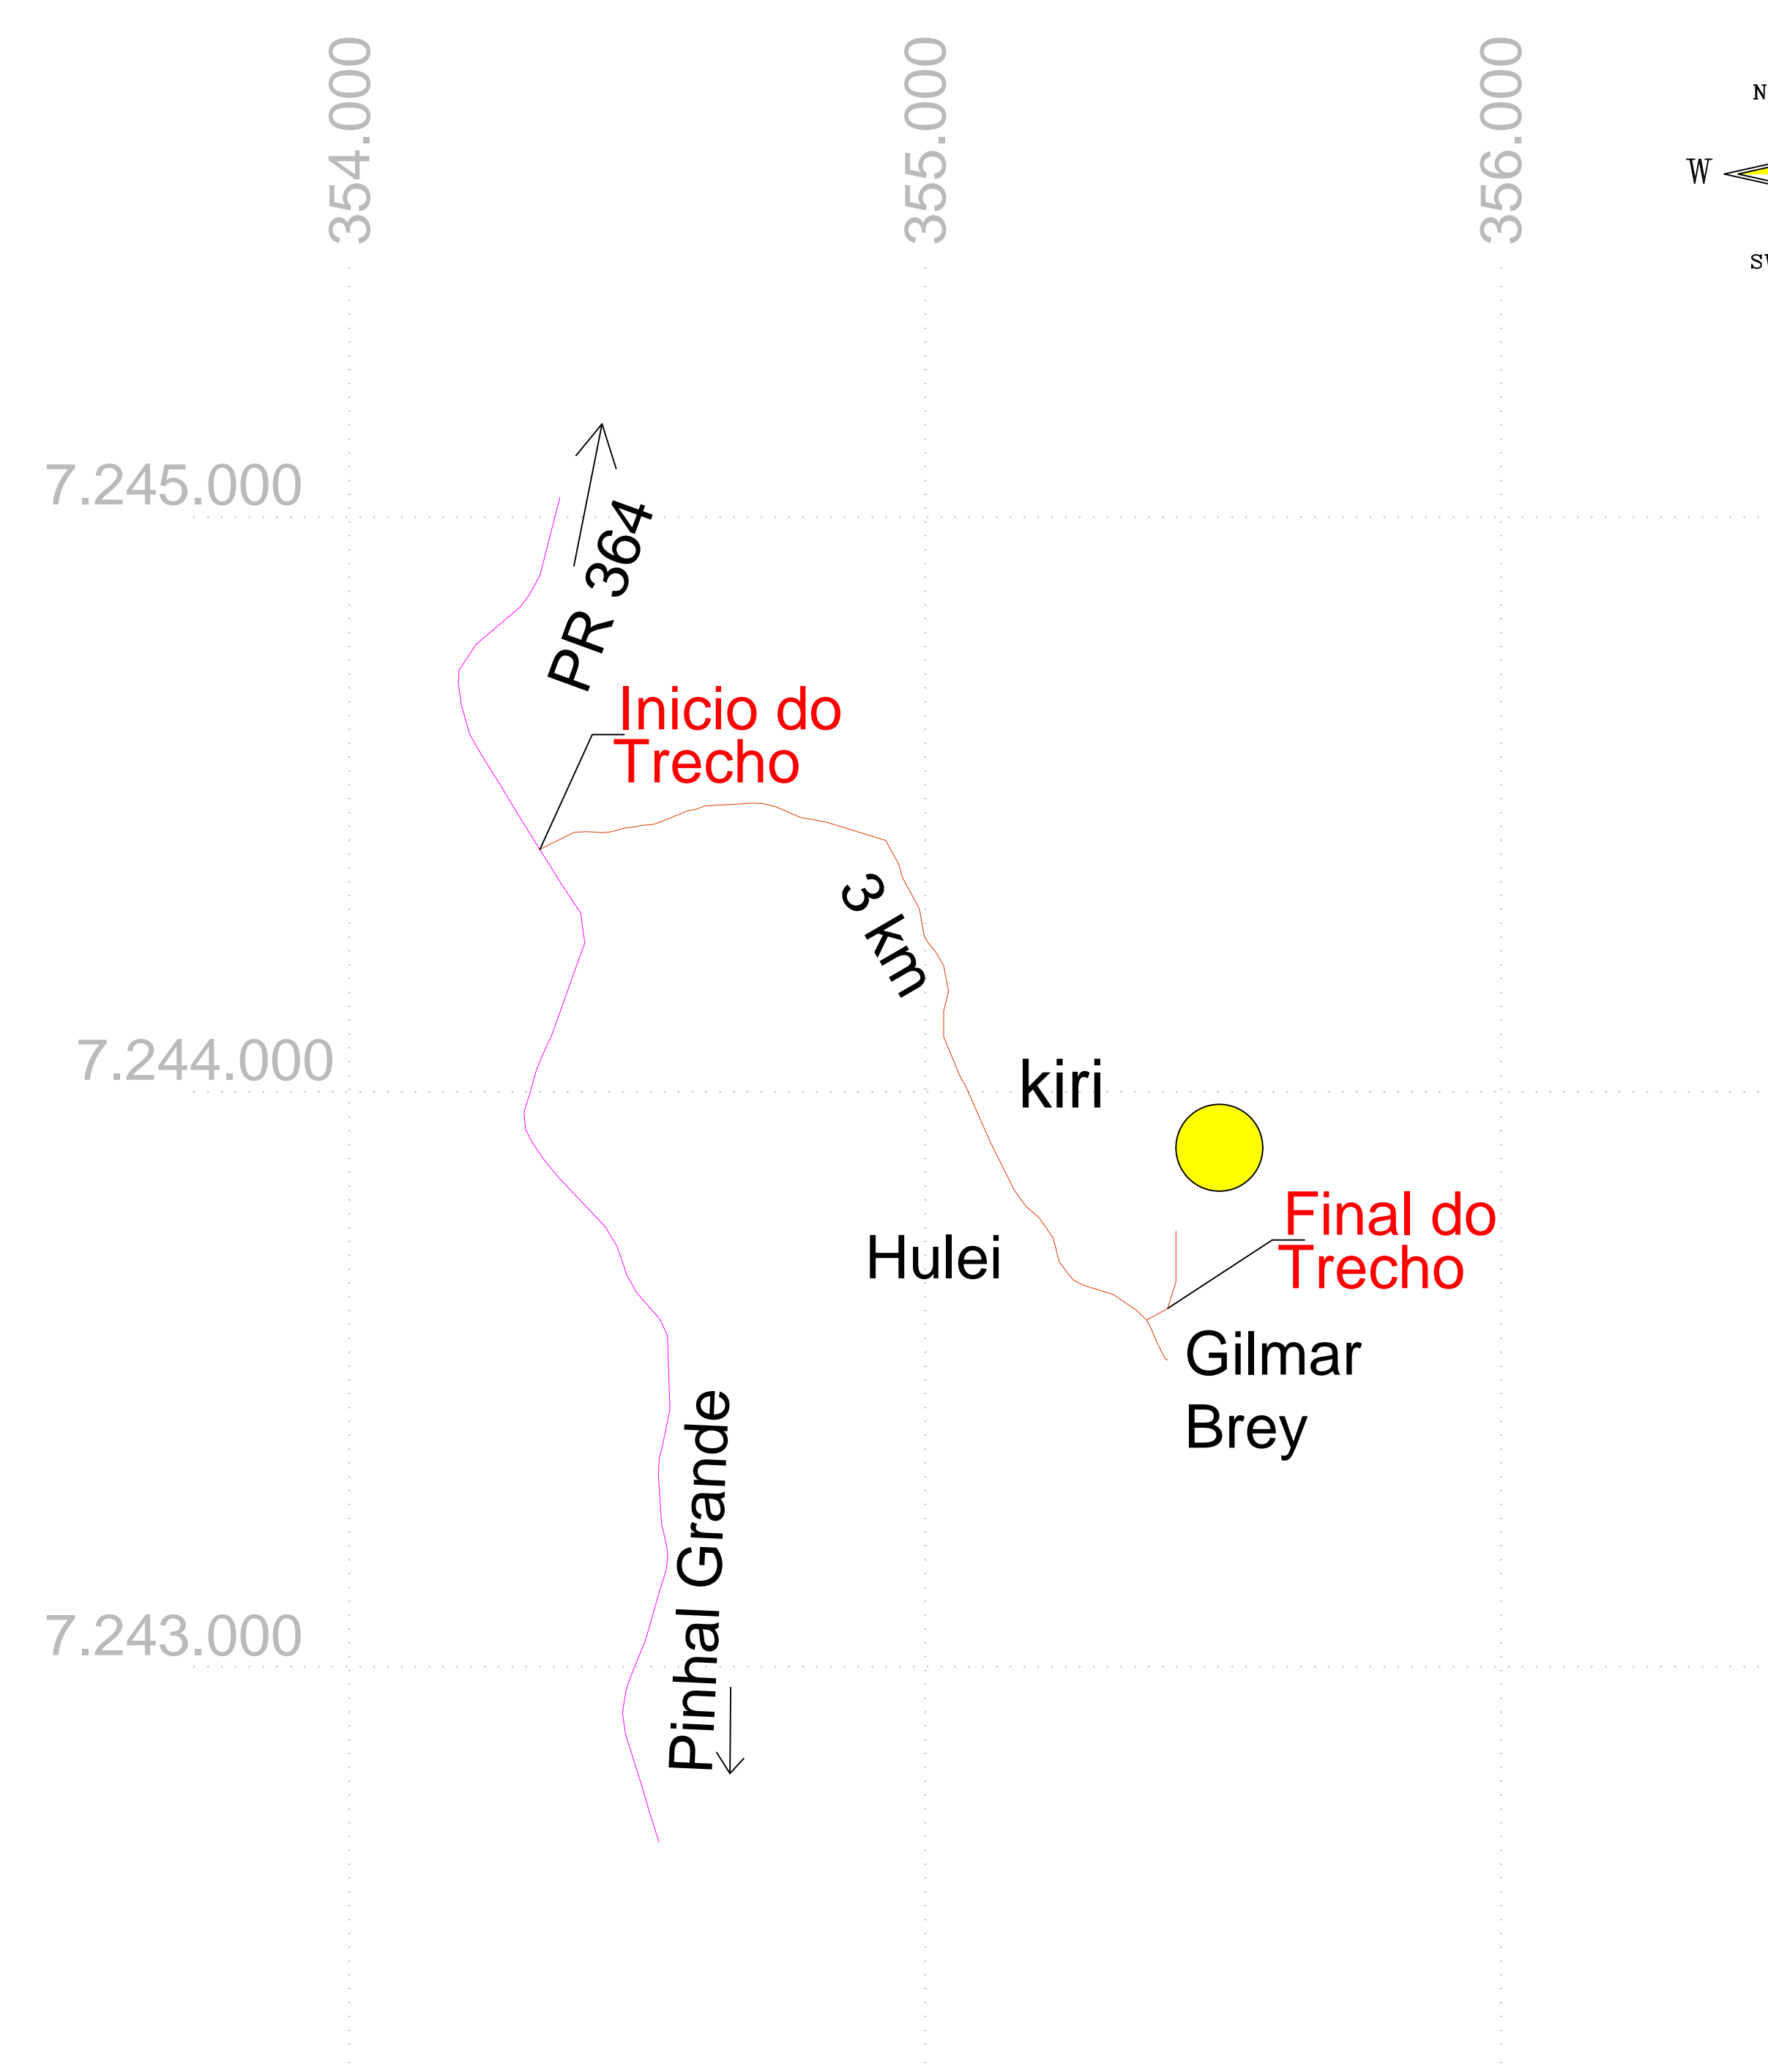 354.000
355.000
356.000
N
W
SW
7.245.000
PR 364
Inicio do
Trecho
3 km
7.244.000
kiri
Final do
Trecho
Hulei
Gilmar
Brey
Pinhal Grande
7.243.000